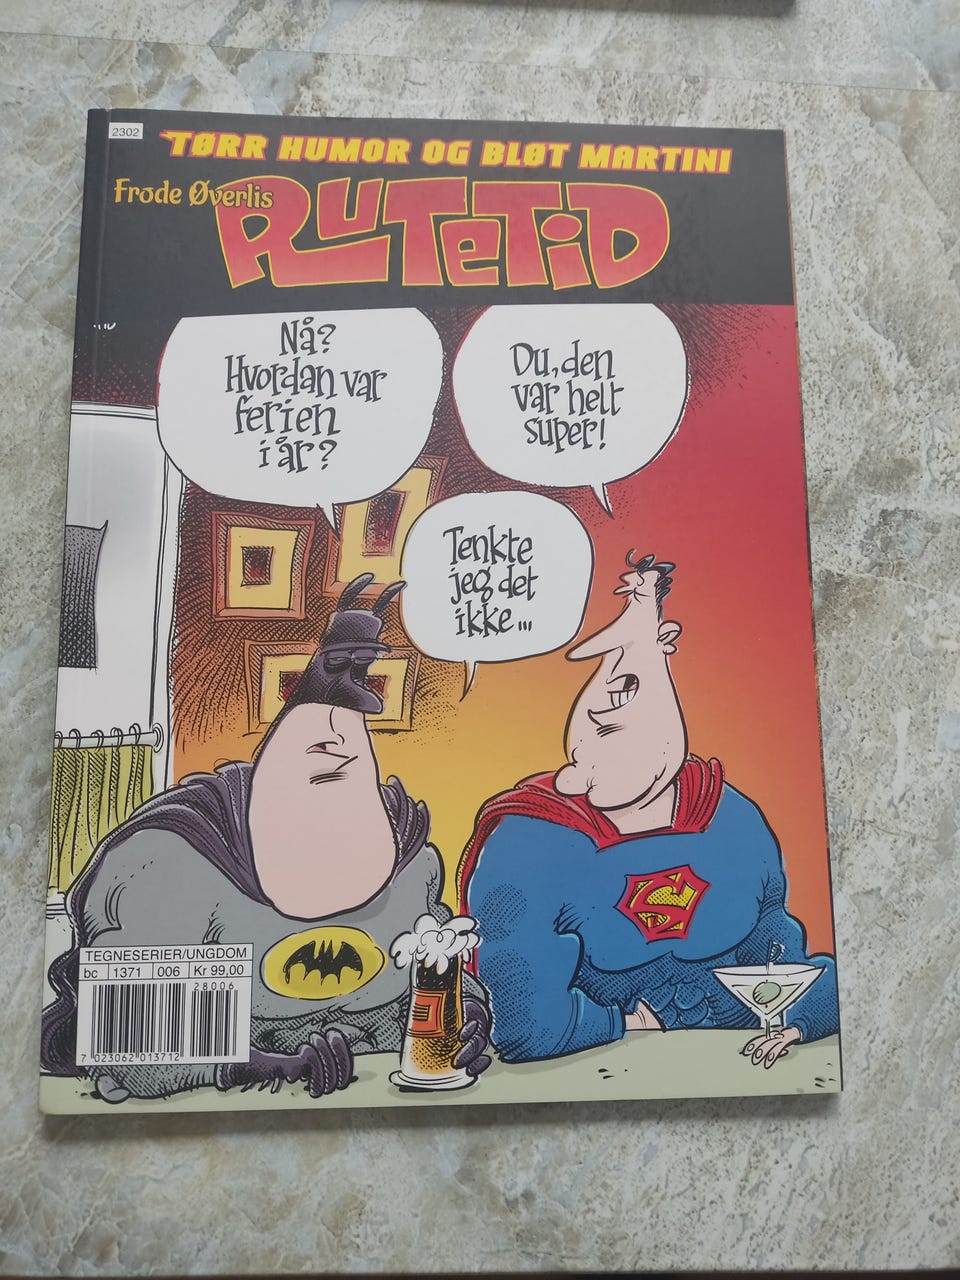 2302
TØRR HUMOR OG BLØT MARTINI
Frode Øverlis
RUTETID
Nå?
Hvordan var
ferien
i år?
Du, den
var helt
super!
Tenkte
jeg det
ikke...
S
TEGNESERIER/UNGDOM
bc 1371 006 Kr 99,00
28006
7 023062 013712